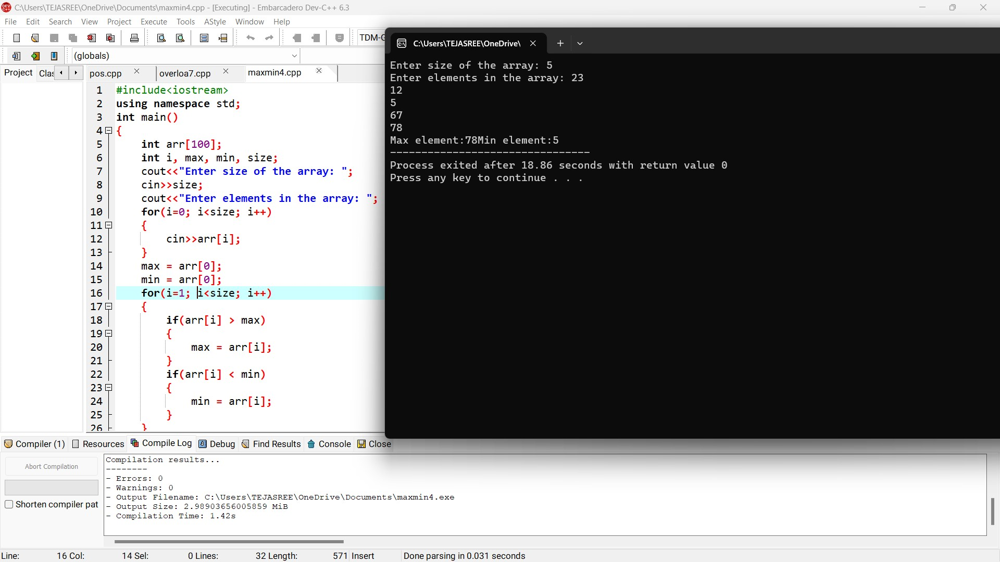 C:\Users\TEJASREE\OneDrive\Documents\maxmin4.cpp - [Executing] - Embarcadero Dev-C++ 6.3
File Edit Search View Project Execute Tools AStyle Window Help
TDM-G
(globals)
Project Clas
pos.cpp overloa7.cpp maxmin4.cpp
1 #include<iostream>
2 using namespace std;
3 int main()
4 {
5 int arr[100];
6 int i, max, min, size;
7 cout<<"Enter size of the array: ";
8 cin>>size;
9 cout<<"Enter elements in the array: ";
10 for(i=0; i<size; i++)
11 {
12 cin>>arr[i];
13 }
14 max = arr[0];
15 min = arr[0];
16 for(i=1; i<size; i++)
17 {
18 if(arr[i] > max)
19 {
20 max = arr[i];
21 }
22 if(arr[i] < min)
23 {
24 min = arr[i];
25 }
26 }
C:\Users\TEJASREE\OneDrive\
Enter size of the array: 5
Enter elements in the array: 23
12
5
67
78
Max element:78Min element:5
--------------------------------
Process exited after 18.86 seconds with return value 0
Press any key to continue . . .
Compiler (1) Resources Compile Log Debug Find Results Console Close
Abort Compilation
Shorten compiler pat
Compilation results...
--------
- Errors: 0
- Warnings: 0
- Output Filename: C:\Users\TEJASREE\OneDrive\Documents\maxmin4.exe
- Output Size: 2.98903656005859 MiB
- Compilation Time: 1.42s
Line: 16 Col: 14 Sel: 0 Lines: 32 Length: 571 Insert Done parsing in 0.031 seconds